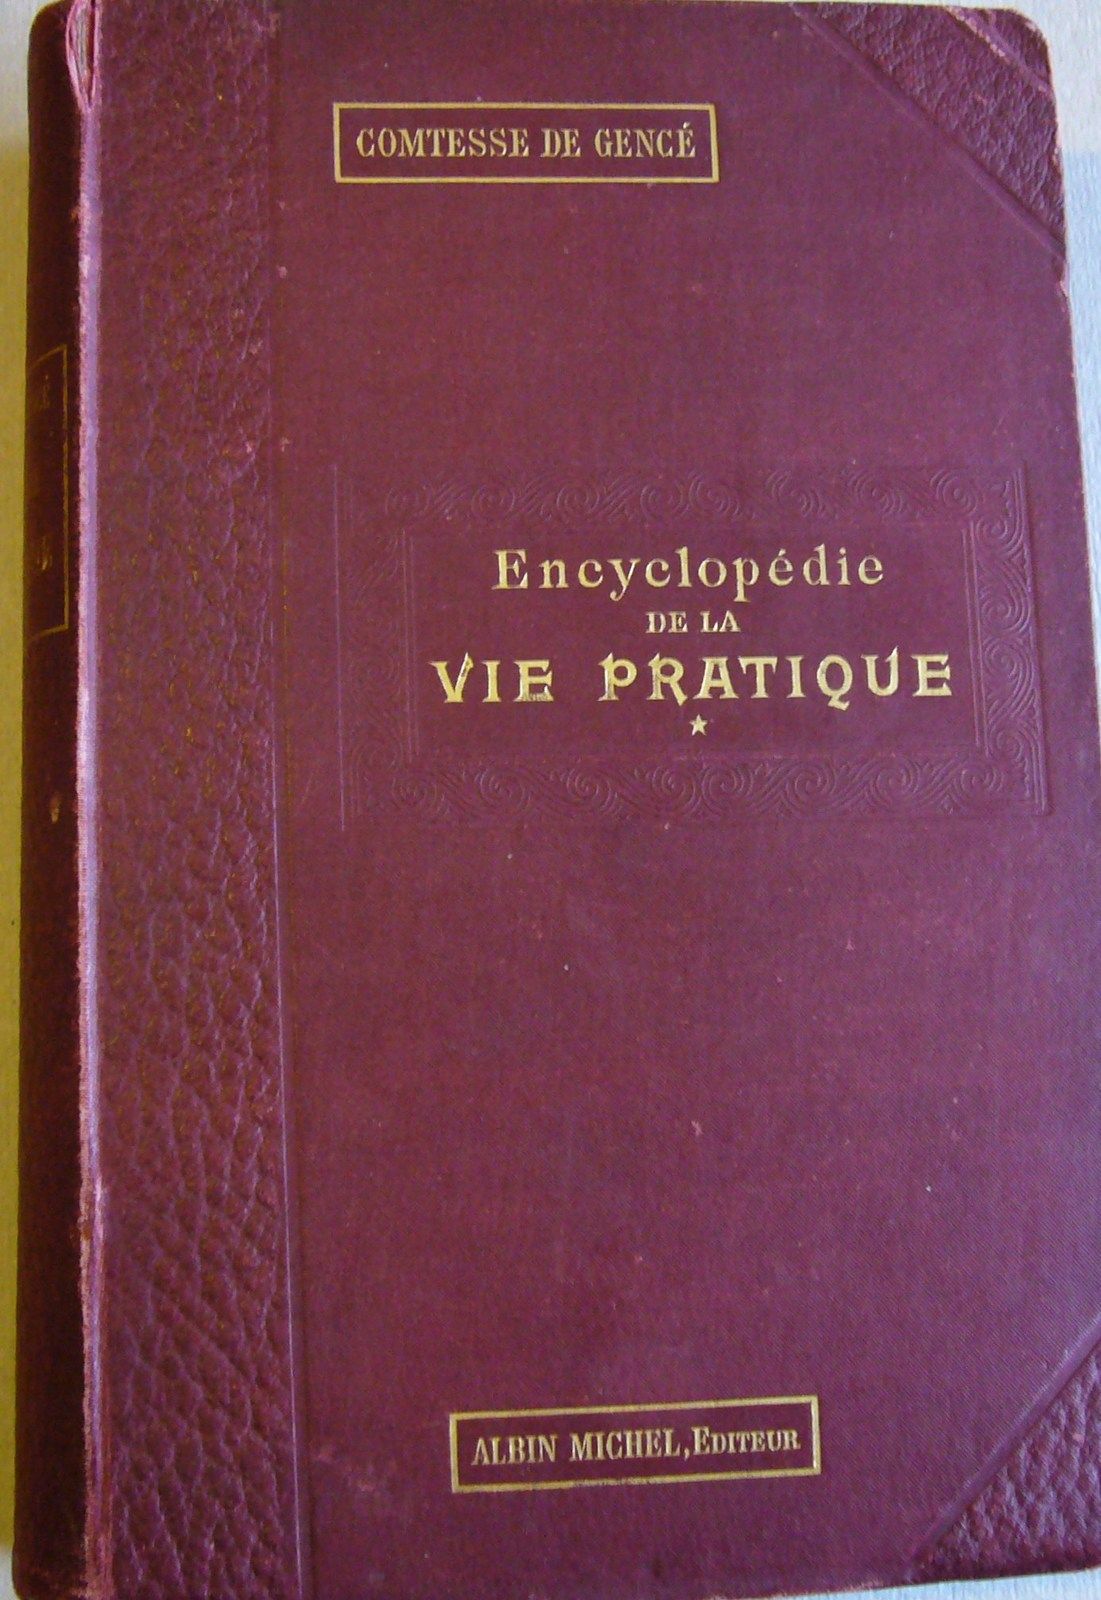 COMTESSE DE GENCÉ
Encyclopédie
DE LA
VIE PRATIQUE
ALBIN MICHEL, EDITEUR